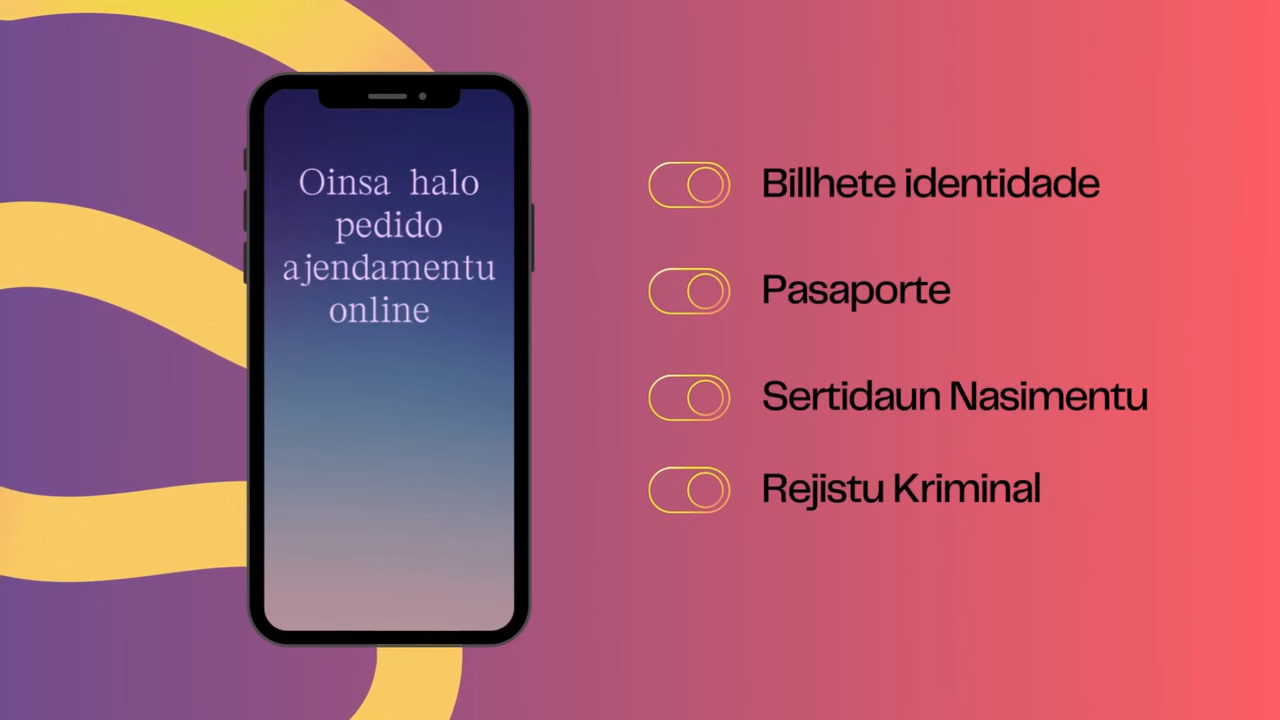 Oinsa halo
pedido
ajendamentu
online
Billhete identidade
Pasaporte
Sertidaun Nasimentu
Rejistu Kriminal